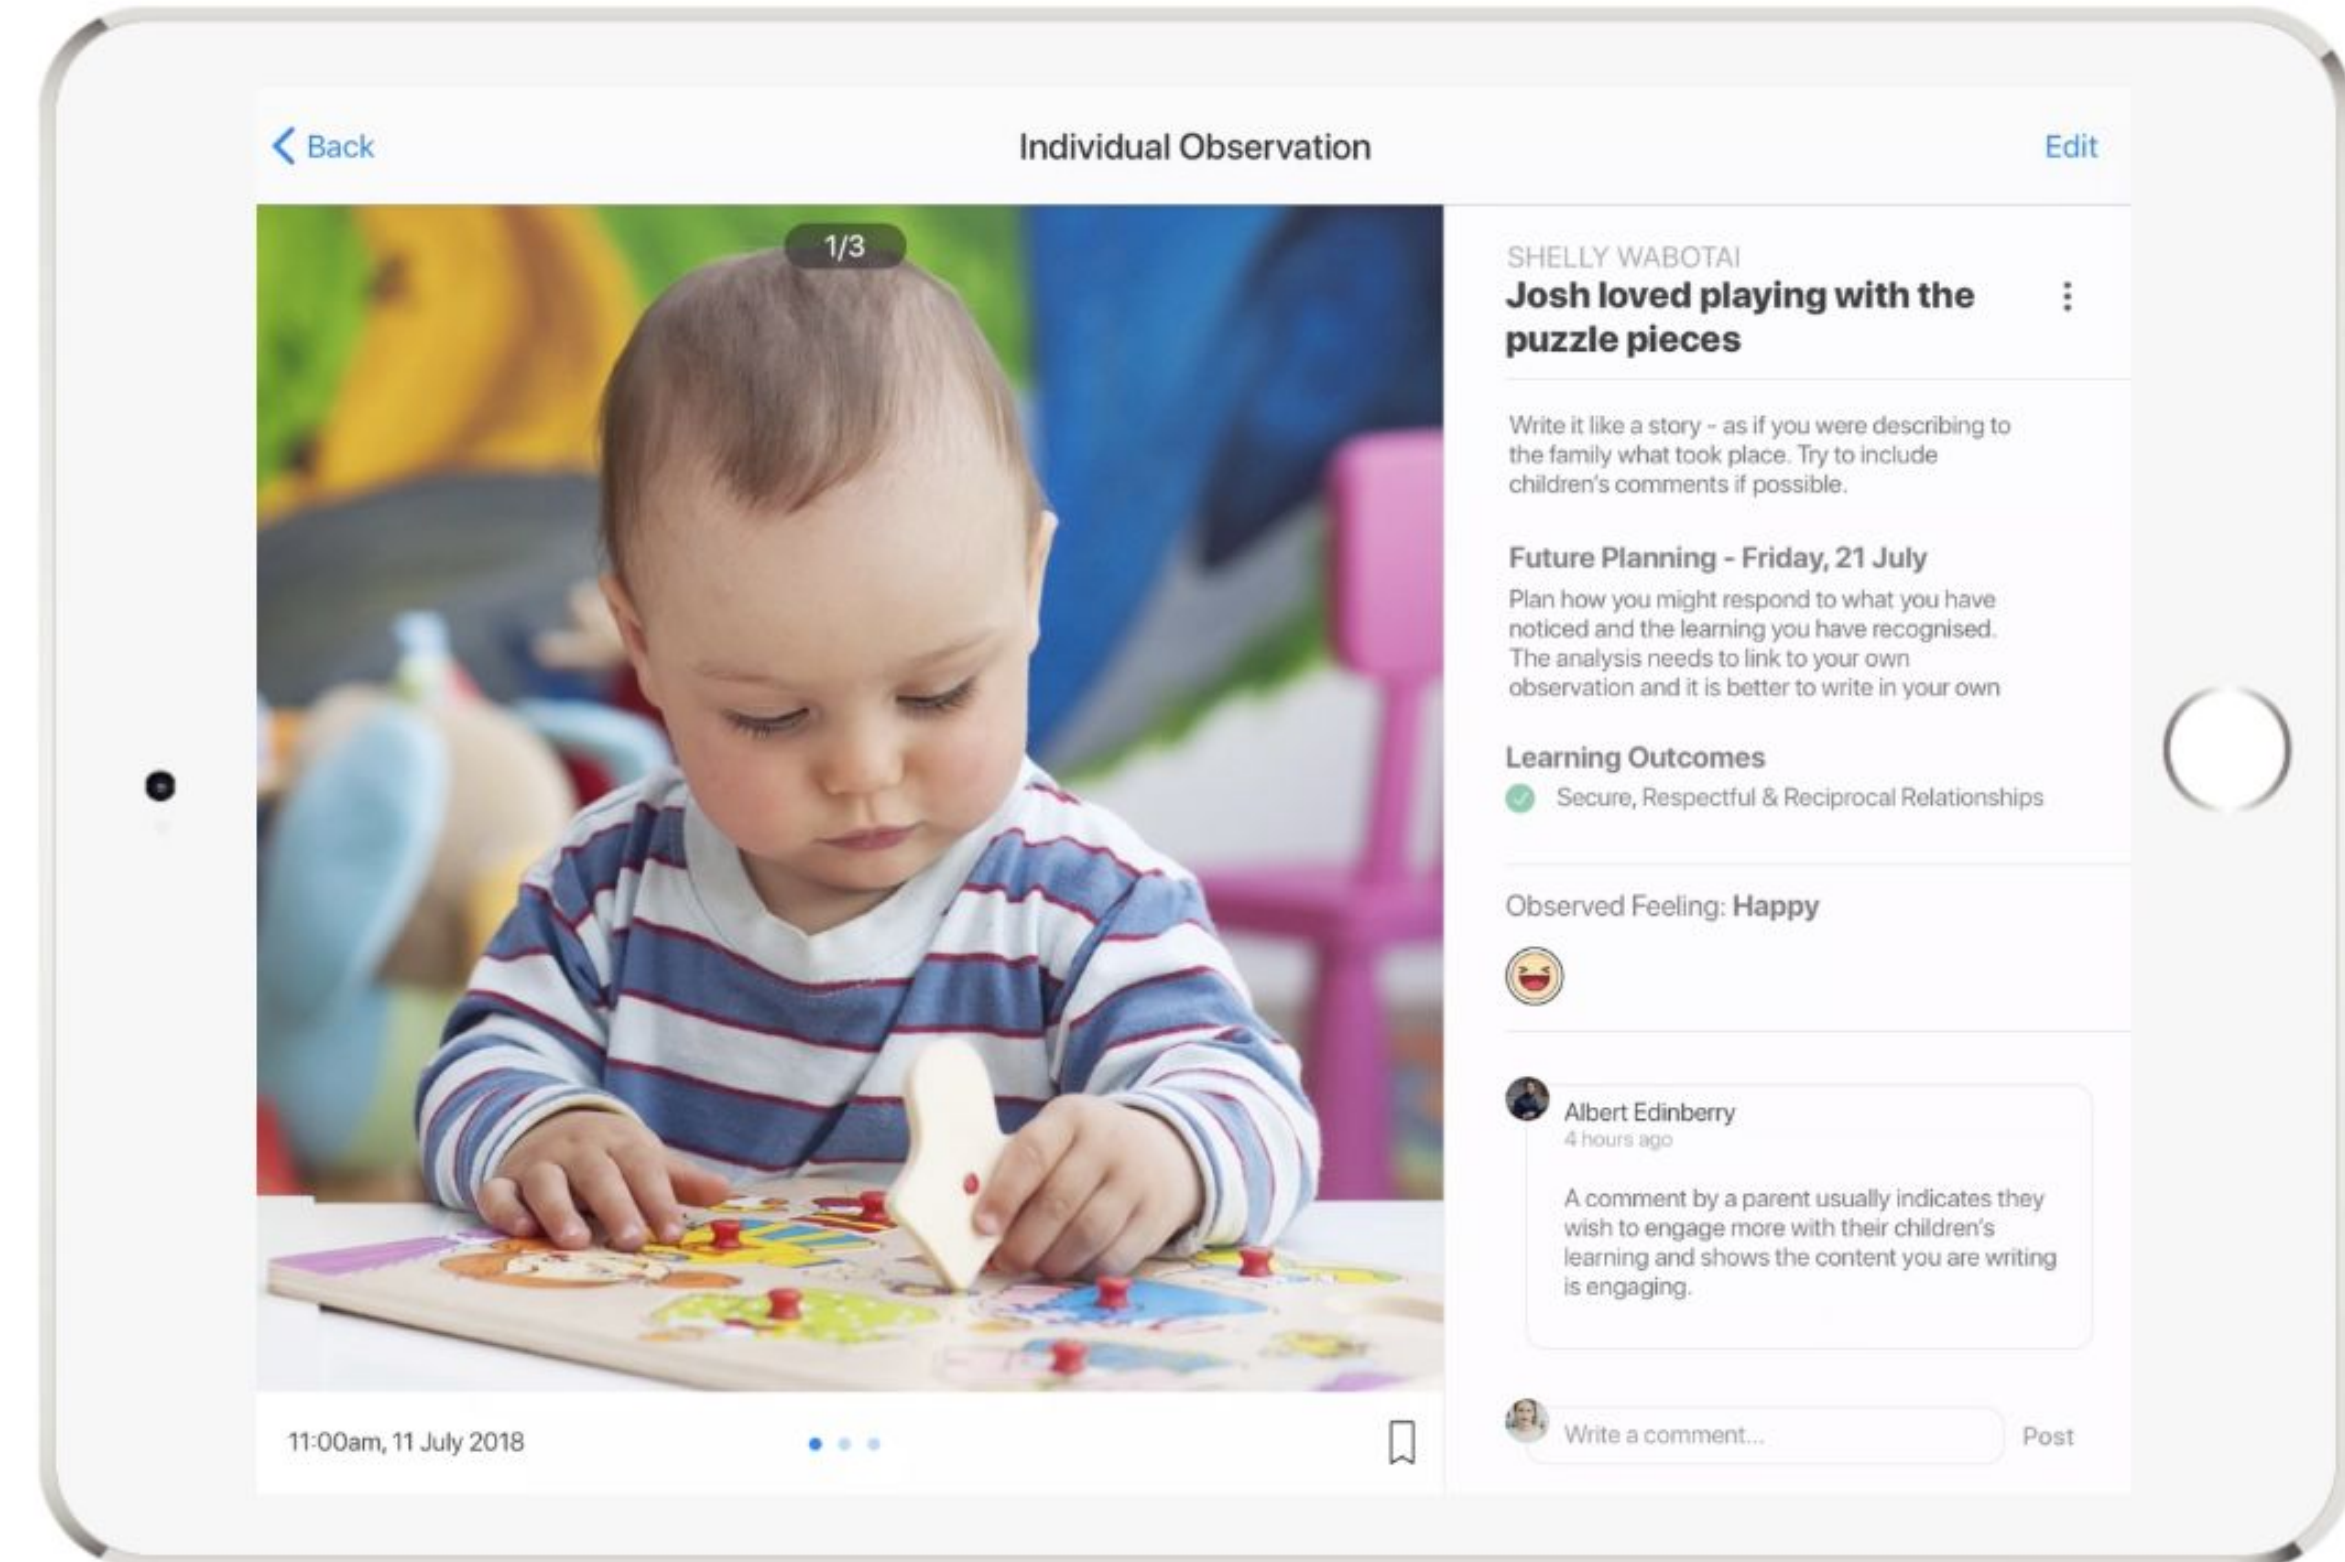 Back
Individual Observation
Edit
1/3
SHELLY WABOTAI
Josh loved playing with the
puzzle pieces
Write it like a story - as if you were describing to
the family what took place. Try to include
children's comments if possible.
Future Planning - Friday, 21 July
Plan how you might respond to what you have
noticed and the learning you have recognised.
The analysis needs to link to your own
observation and it is better to write in your own
Learning Outcomes
Secure, Respectful & Reciprocal Relationships
Observed Feeling: Happy
Albert Edinberry
4 hours ago
A comment by a parent usually indicates they
wish to engage more with their children's
learning and shows the content you are writing
is engaging.
Write a comment...
Post
11:00am, 11 July 2018